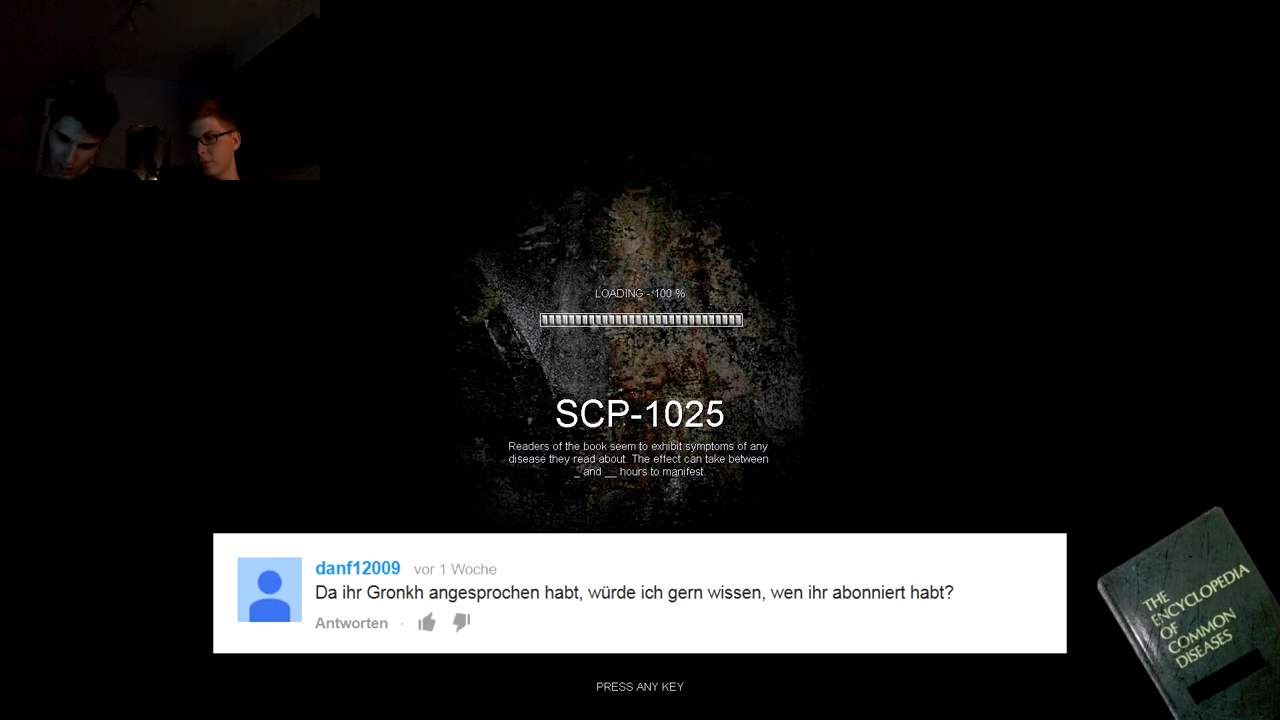 LOADING - 100 %
SCP-1025
Readers of the book seem to exhibit symptoms of any
disease they read about. The effect can take between
_ and __ hours to manifest.
danf12009 vor 1 Woche
Da ihr Gronkh angesprochen habt, würde ich gern wissen, wen ihr abonniert habt?
Antworten ·
THE
ENCYCLOPEDIA
OF
COMMON
DISEASES
PRESS ANY KEY